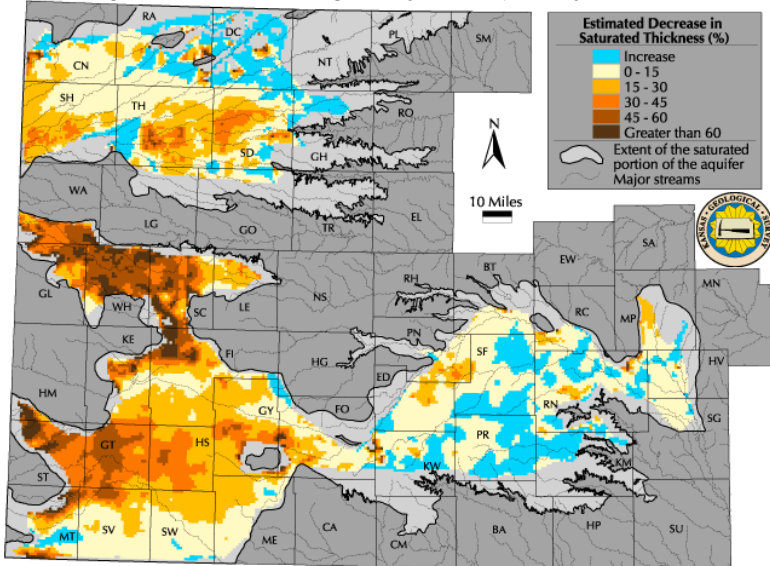 Estimated Decrease in
Saturated Thickness (%)
Increase
0 - 15
15 - 30
30 - 45
45 - 60
Greater than 60
Extent of the saturated
portion of the aquifer
Major streams
N
10 Miles
KANSAS • GEOLOGICAL • SURVEY
RA
DC
NT
PL
SM
CN
SH
TH
SD
GH
RO
WA
LG
GO
TR
EL
GL
WH
SC
LE
NS
RH
BT
EW
SA
MN
KE
FI
HG
PN
SF
RC
MP
HV
HM
GY
FO
ED
RN
SG
GT
HS
PR
ST
KW
KM
MT
SV
SW
ME
CA
CM
BA
HP
SU